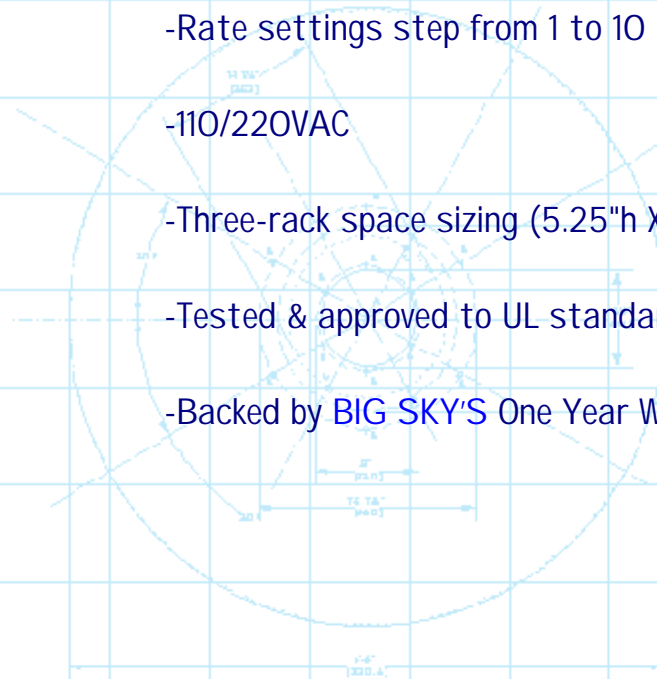 -Rate settings step from 1 to 10
-110/220VAC
-Three-rack space sizing (5.25"h X
-Tested & approved to UL standa
-Backed by BIG SKY'S One Year W